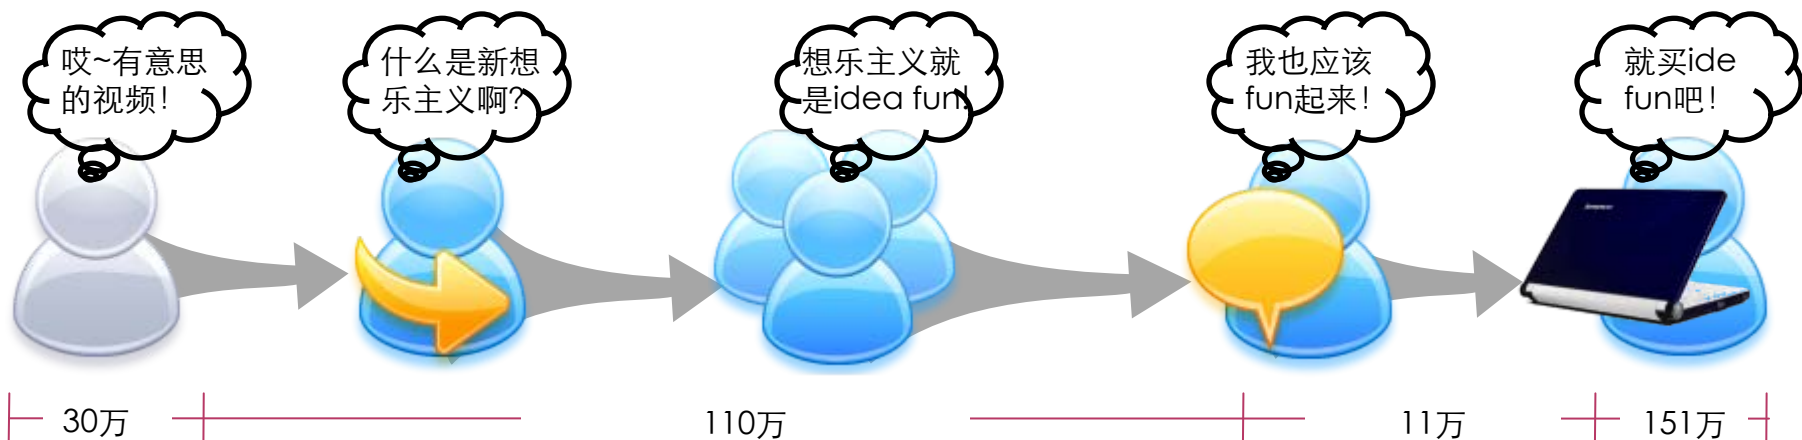 哎~有意思
的视频!
什么是新想
乐主义啊?
想乐主义就
是idea fun!
我也应该
fun起来!
就买ide
fun吧!
30万
110万
11万
151万